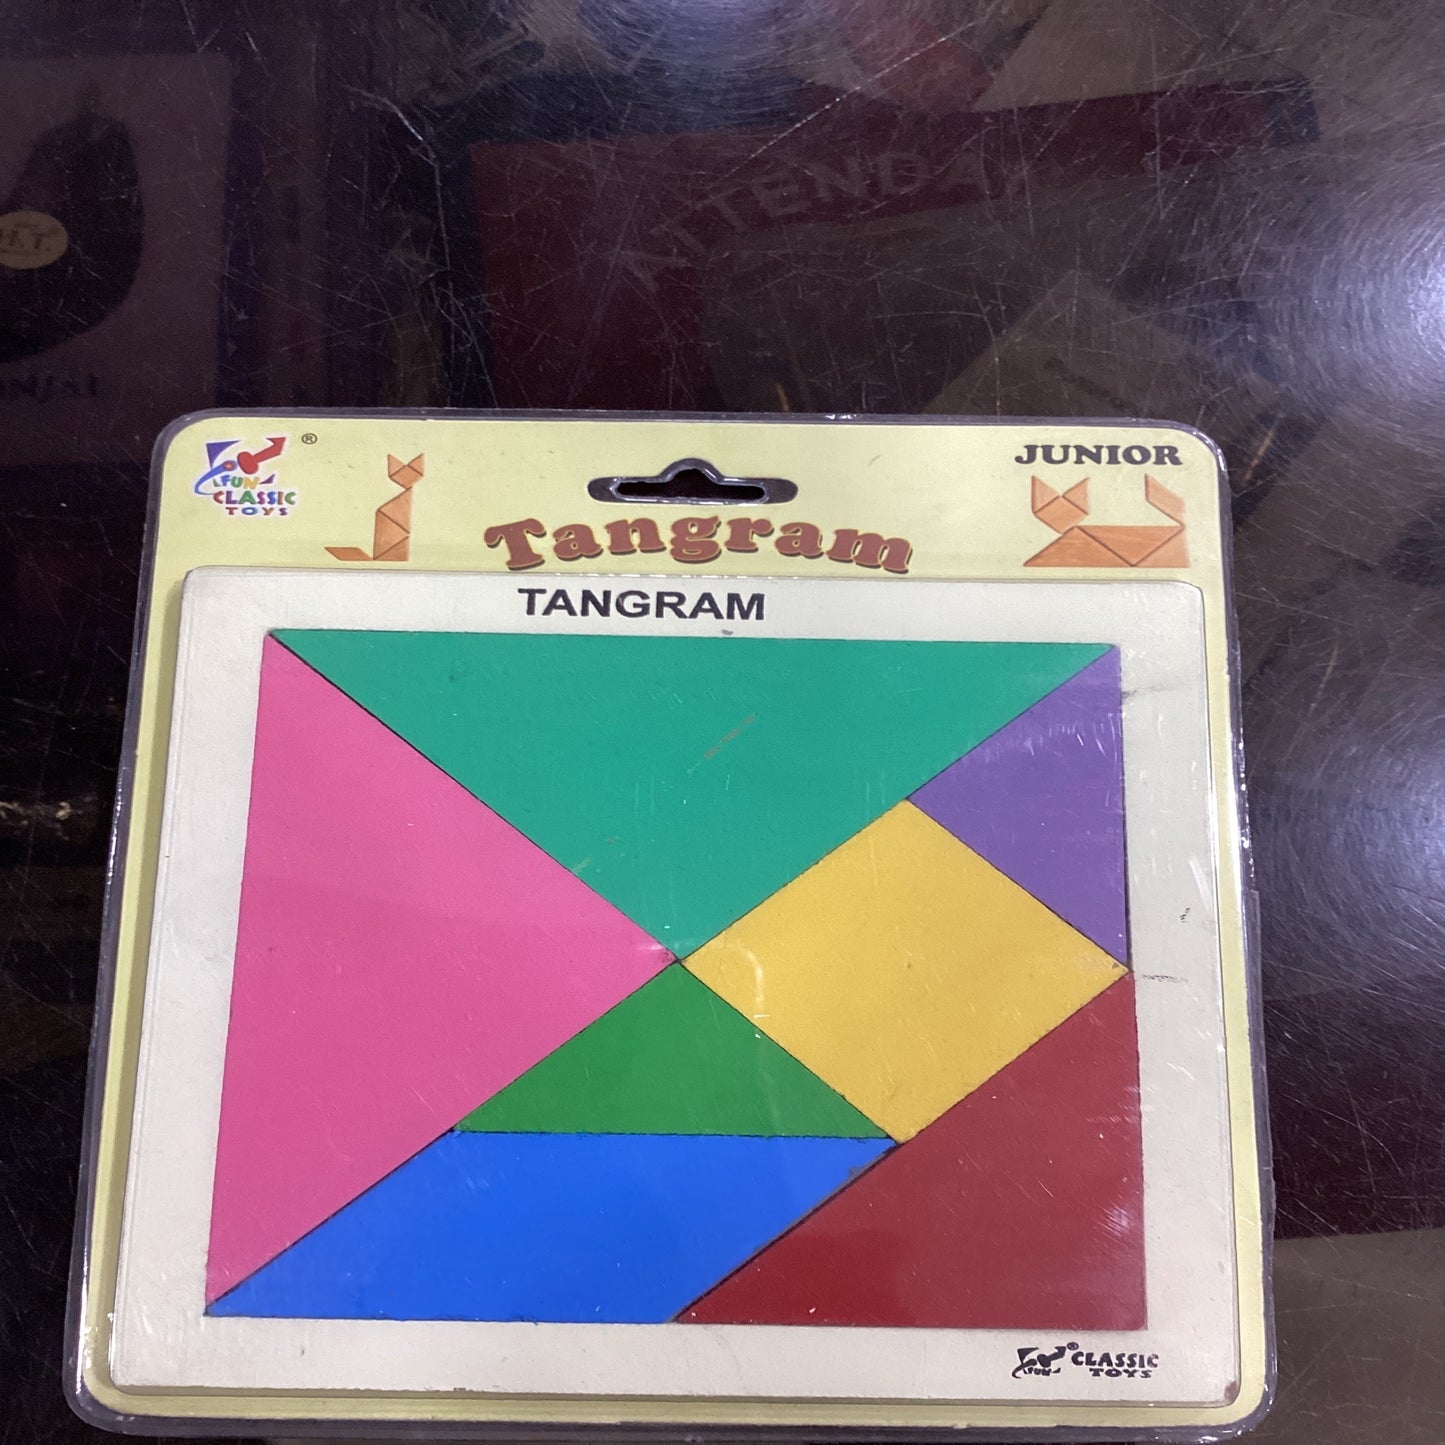 ®
FUN
CLASSIC
TOYS
JUNIOR
Tangram
TANGRAM
FUN ® CLASSIC
TOYS